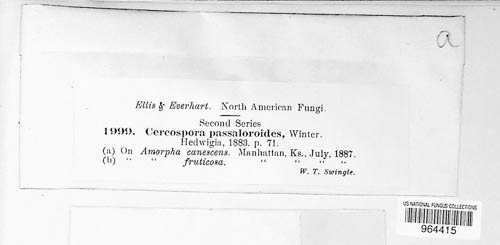 a
Ellis & Everhart. North American Fungi.
Second Series
1999. Cercospora passaloroides, Winter.
Hedwigia, 1883. p. 71.
(a) On Amorpha canescens. Manhattan, Ks., July, 1887.
(b) " " fruticosa. " " " "
W. T. Swingle.
US NATIONAL FUNGUS COLLECTIONS
964415